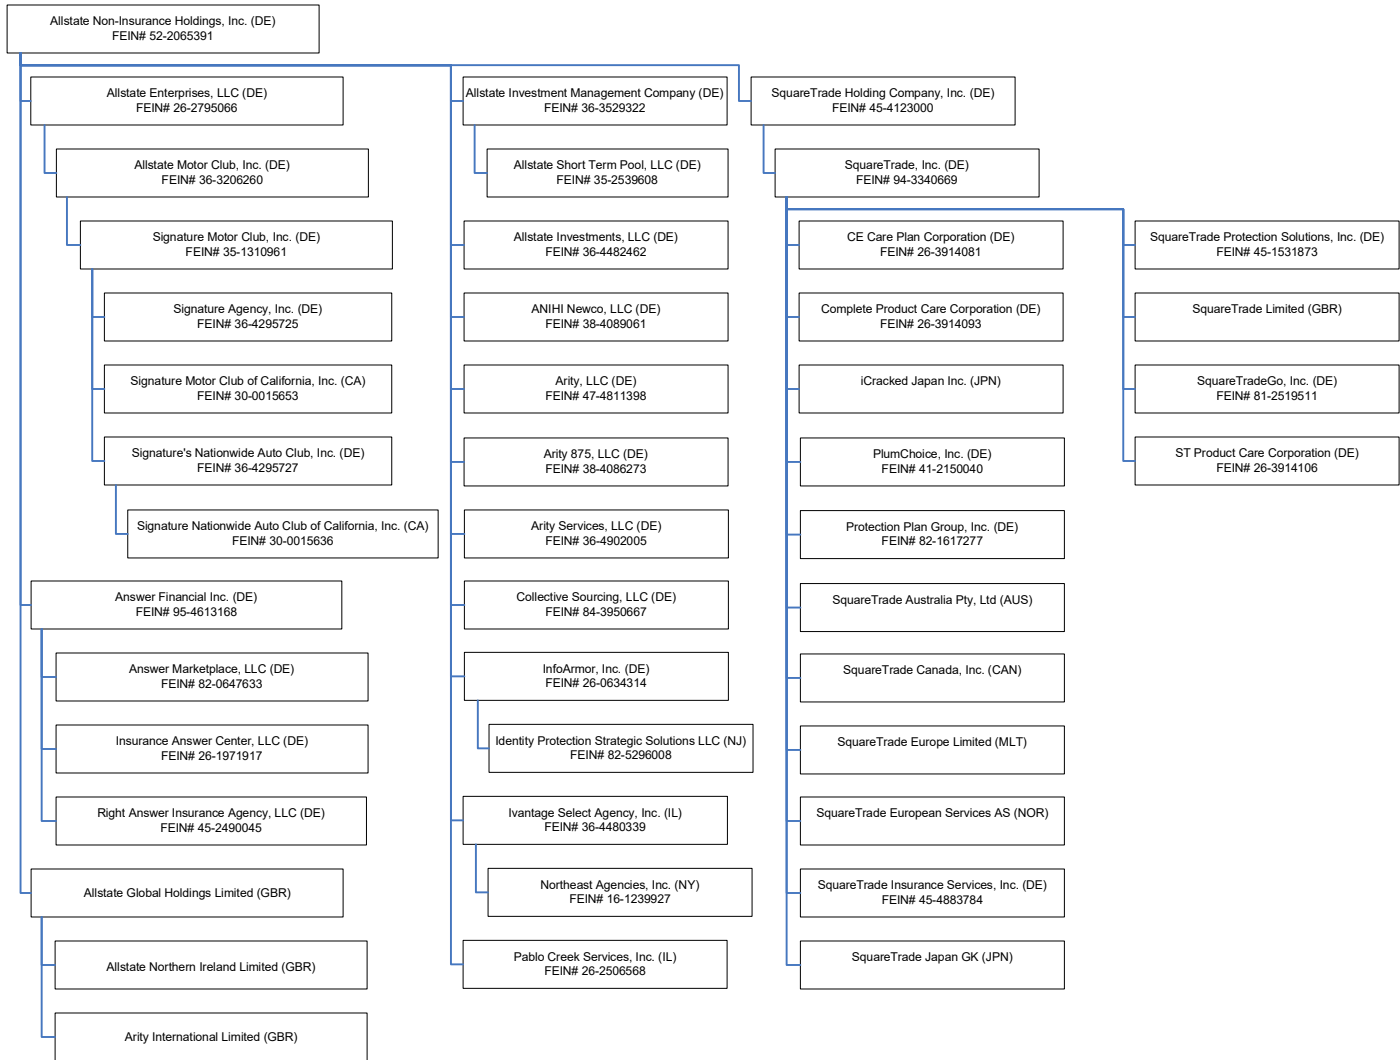 Allstate Non-Insurance Holdings, Inc. (DE)
FEIN# 52-2065391
Allstate Enterprises, LLC (DE)
FEIN# 26-2795066
Allstate Motor Club, Inc. (DE)
FEIN# 36-3206260
Signature Motor Club, Inc. (DE)
FEIN# 35-1310961
Signature Agency, Inc. (DE)
FEIN# 36-4295725
Signature Motor Club of California, Inc. (CA)
FEIN# 30-0015653
Signature's Nationwide Auto Club, Inc. (DE)
FEIN# 36-4295727
Signature Nationwide Auto Club of California, Inc. (CA)
FEIN# 30-0015636
Answer Financial Inc. (DE)
FEIN# 95-4613168
Answer Marketplace, LLC (DE)
FEIN# 82-0647633
Insurance Answer Center, LLC (DE)
FEIN# 26-1971917
Right Answer Insurance Agency, LLC (DE)
FEIN# 45-2490045
Allstate Global Holdings Limited (GBR)
Allstate Northern Ireland Limited (GBR)
Arity International Limited (GBR)
Allstate Investment Management Company (DE)
FEIN# 36-3529322
Allstate Short Term Pool, LLC (DE)
FEIN# 35-2539608
Allstate Investments, LLC (DE)
FEIN# 36-4482462
ANIHI Newco, LLC (DE)
FEIN# 38-4089061
Arity, LLC (DE)
FEIN# 47-4811398
Arity 875, LLC (DE)
FEIN# 38-4086273
Arity Services, LLC (DE)
FEIN# 36-4902005
Collective Sourcing, LLC (DE)
FEIN# 84-3950667
InfoArmor, Inc. (DE)
FEIN# 26-0634314
Identity Protection Strategic Solutions LLC (NJ)
FEIN# 82-5296008
Ivantage Select Agency, Inc. (IL)
FEIN# 36-4480339
Northeast Agencies, Inc. (NY)
FEIN# 16-1239927
Pablo Creek Services, Inc. (IL)
FEIN# 26-2506568
SquareTrade Holding Company, Inc. (DE)
FEIN# 45-4123000
SquareTrade, Inc. (DE)
FEIN# 94-3340669
CE Care Plan Corporation (DE)
FEIN# 26-3914081
Complete Product Care Corporation (DE)
FEIN# 26-3914093
iCracked Japan Inc. (JPN)
PlumChoice, Inc. (DE)
FEIN# 41-2150040
Protection Plan Group, Inc. (DE)
FEIN# 82-1617277
SquareTrade Australia Pty, Ltd (AUS)
SquareTrade Canada, Inc. (CAN)
SquareTrade Europe Limited (MLT)
SquareTrade European Services AS (NOR)
SquareTrade Insurance Services, Inc. (DE)
FEIN# 45-4883784
SquareTrade Japan GK (JPN)
SquareTrade Protection Solutions, Inc. (DE)
FEIN# 45-1531873
SquareTrade Limited (GBR)
SquareTradeGo, Inc. (DE)
FEIN# 81-2519511
ST Product Care Corporation (DE)
FEIN# 26-3914106